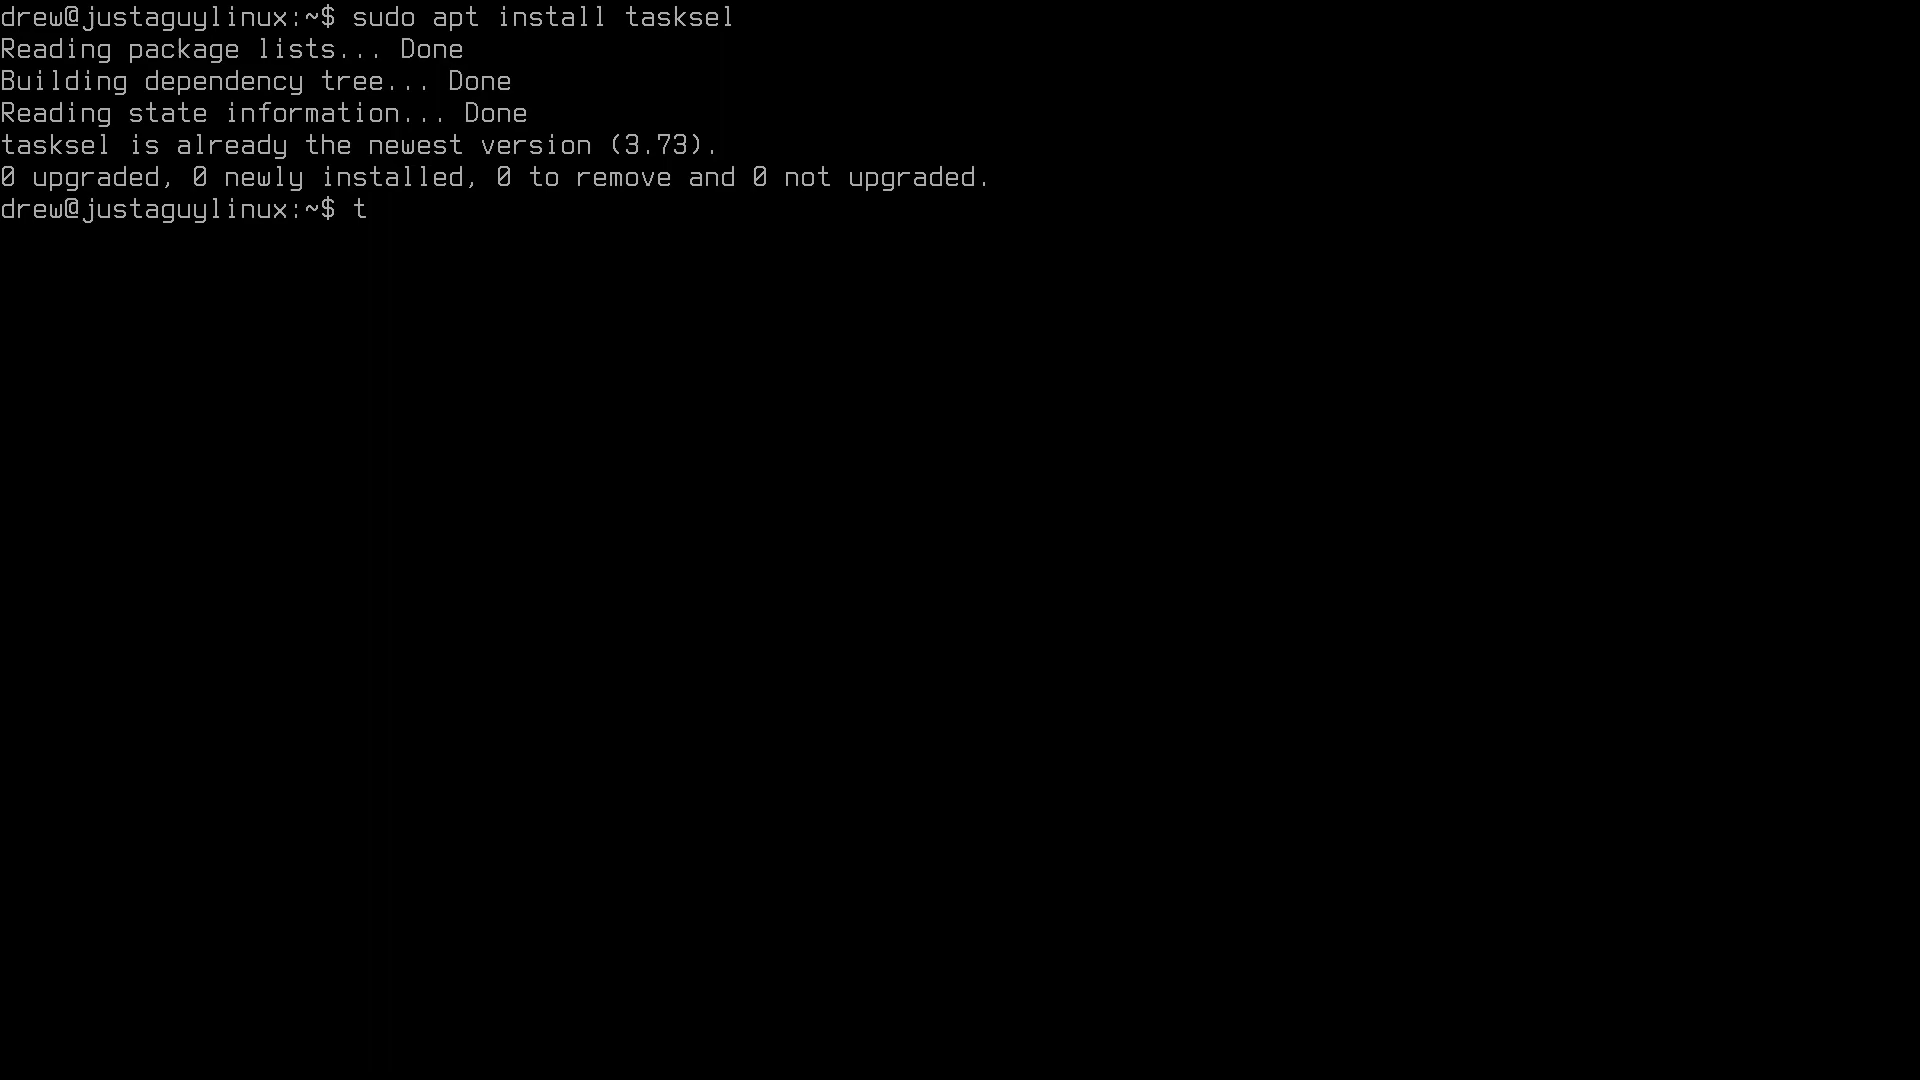 drew@justaguylinux:~$ sudo apt install tasksel
Reading package lists... Done
Building dependency tree... Done
Reading state information... Done
tasksel is already the newest version (3.73).
0 upgraded, 0 newly installed, 0 to remove and 0 not upgraded.
drew@justaguylinux:~$ t